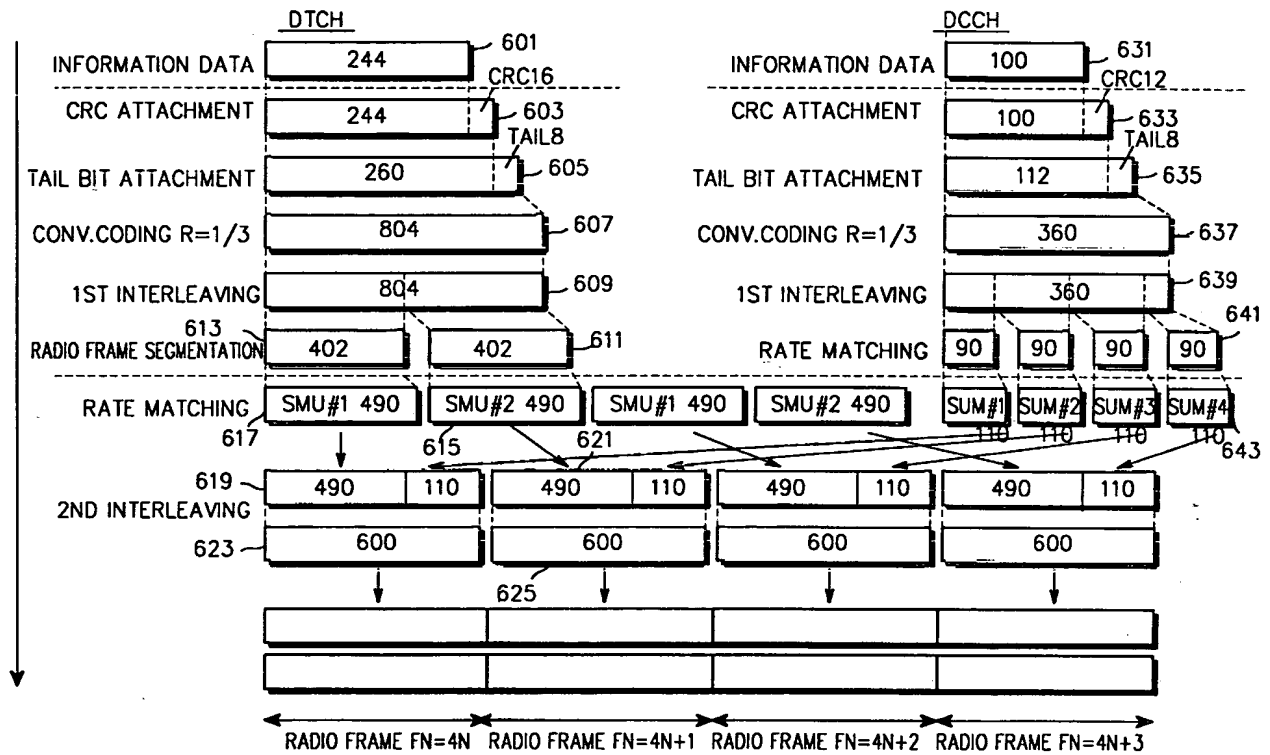 DTCH DCCH
INFORMATION DATA 244 601 INFORMATION DATA 100 631
CRC16 CRC12
CRC ATTACHMENT 244 603 CRC ATTACHMENT 100 633
TAIL8 TAIL8
TAIL BIT ATTACHMENT 260 605 TAIL BIT ATTACHMENT 112 635
CONV.CODING R=1/3 804 607 CONV.CODING R=1/3 360 637
1ST INTERLEAVING 804 609 1ST INTERLEAVING 360 639
613 611 641
RADIO FRAME SEGMENTATION 402 402 RATE MATCHING 90 90 90 90
RATE MATCHING SMU#1 490 SMU#2 490 SMU#1 490 SMU#2 490 SUM#1 SUM#2 SUM#3 SUM#4
617 615 621 110 110 110 110 643
619 490 110 490 110 490 110 490 110
2ND INTERLEAVING
623 600 600 600 600
625
RADIO FRAME FN=4N RADIO FRAME FN=4N+1 RADIO FRAME FN=4N+2 RADIO FRAME FN=4N+3